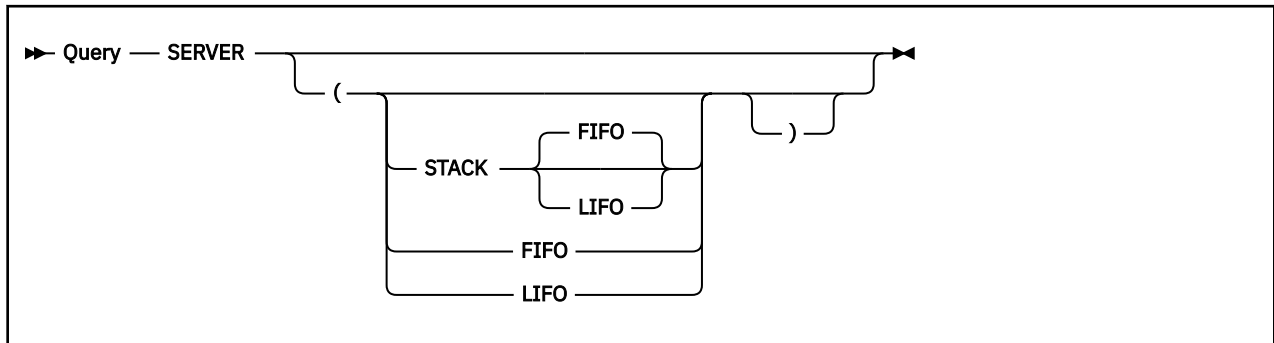 Query SERVER
(
FIFO
)
STACK
LIFO
FIFO
LIFO